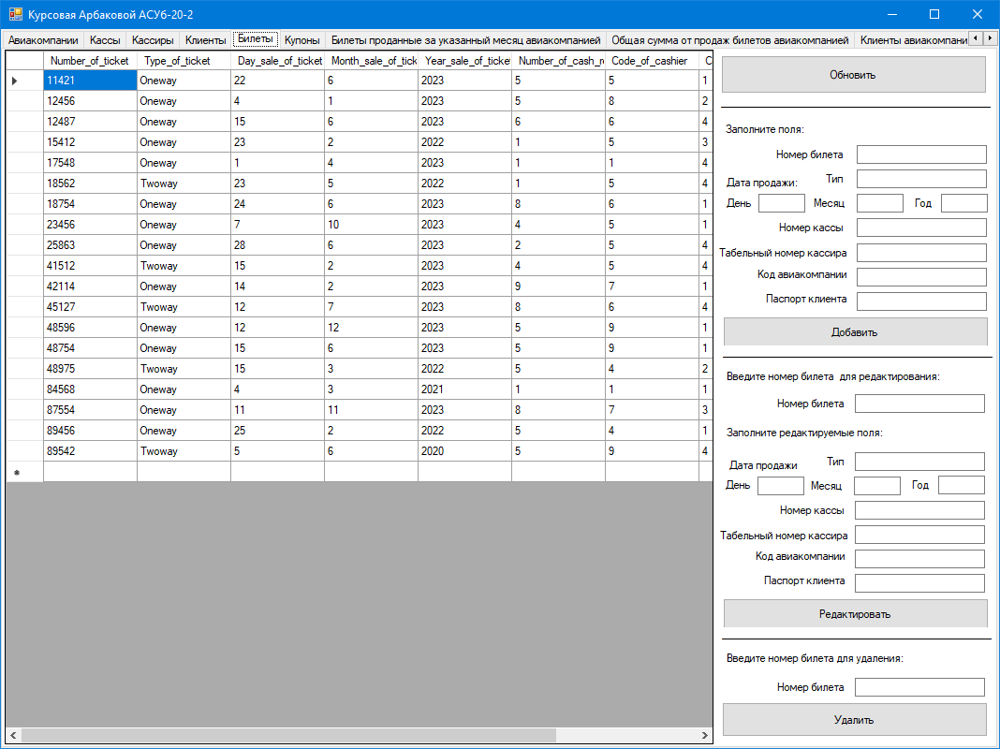 Курсовая Арбаковой АСУб-20-2
Авиакомпании Кассы Кассиры Клиенты Билеты Купоны Билеты проданные за указанный месяц авиакомпанией Общая сумма от продаж билетов авиакомпанией Клиенты авиакомпани
Number_of_ticket Type_of_ticket Day_sale_of_ticket Month_sale_of_tick Year_sale_of_ticket Number_of_cash_re Code_of_cashier C
11421 Oneway 22 6 2023 5 5 1
12456 Oneway 4 1 2023 5 8 2
12487 Oneway 15 6 2023 6 6 4
15412 Oneway 23 2 2022 1 5 3
17548 Oneway 1 4 2023 1 1 4
18562 Twoway 23 5 2022 1 5 4
18754 Oneway 24 6 2023 8 6 1
23456 Oneway 7 10 2023 4 5 1
25863 Oneway 28 6 2023 2 5 4
41512 Twoway 15 2 2023 4 5 4
42114 Oneway 14 2 2023 9 7 1
45127 Twoway 12 7 2023 8 6 4
48596 Oneway 12 12 2023 5 9 1
48754 Oneway 15 6 2023 5 9 1
48975 Twoway 15 3 2022 5 4 2
84568 Oneway 4 3 2021 1 1 1
87554 Oneway 11 11 2023 8 7 3
89456 Oneway 25 2 2022 5 4 1
89542 Twoway 5 6 2020 5 9 4
Обновить
Заполните поля:
Номер билета
Тип
Дата продажи:
День Месяц Год
Номер кассы
Табельный номер кассира
Код авиакомпании
Паспорт клиента
Добавить
Введите номер билета для редактирования:
Номер билета
Заполните редактируемые поля:
Тип
Дата продажи
День Месяц Год
Номер кассы
Табельный номер кассира
Код авиакомпании
Паспорт клиента
Редактировать
Введите номер билета для удаления:
Номер билета
Удалить